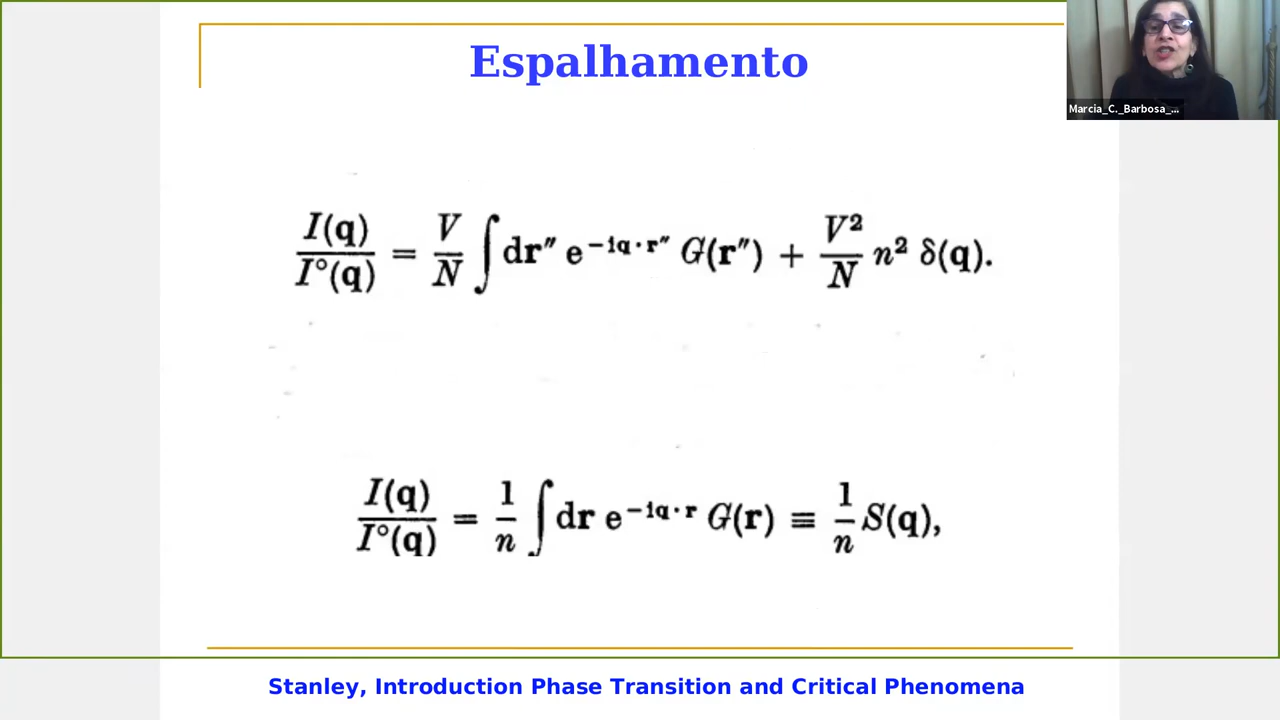 Espalhamento
Marcia_C._Barbosa_...
I(q)/I°(q) = V/N ∫ dr″ e^{−iq·r″} G(r″) + V²/N n² δ(q).
I(q)/I°(q) = 1/n ∫ dr e^{−iq·r} G(r) ≡ 1/n S(q),
Stanley, Introduction Phase Transition and Critical Phenomena